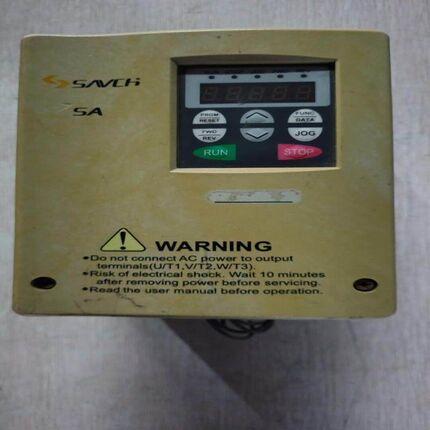 SAVCH
SA
PRGM
RESET
FUNC
DATA
FWD
REV
JOG
RUN
STOP
WARNING
•Do not connect AC power to output
terminals(U/T1,V/T2,W/T3).
•Risk of electrical shock. Wait 10 minutes
after removing power before servicing.
•Read the user manual before operation.